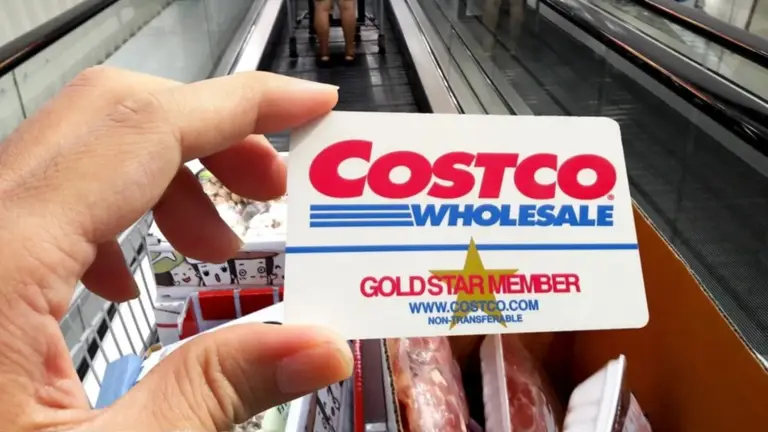 COSTCO®
WHOLESALE
GOLD STAR MEMBER
WWW.COSTCO.COM
NON-TRANSFERABLE